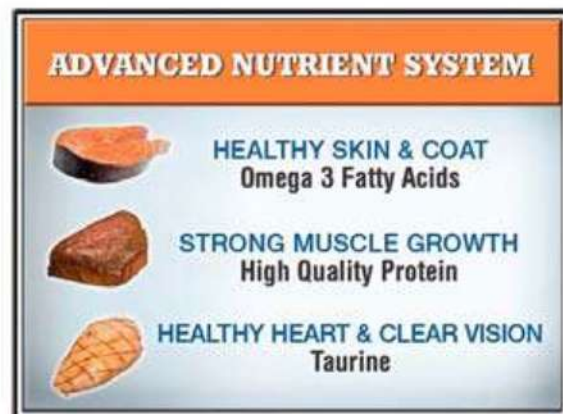 ADVANCED NUTRIENT SYSTEM
HEALTHY SKIN & COAT
Omega 3 Fatty Acids
STRONG MUSCLE GROWTH
High Quality Protein
HEALTHY HEART & CLEAR VISION
Taurine